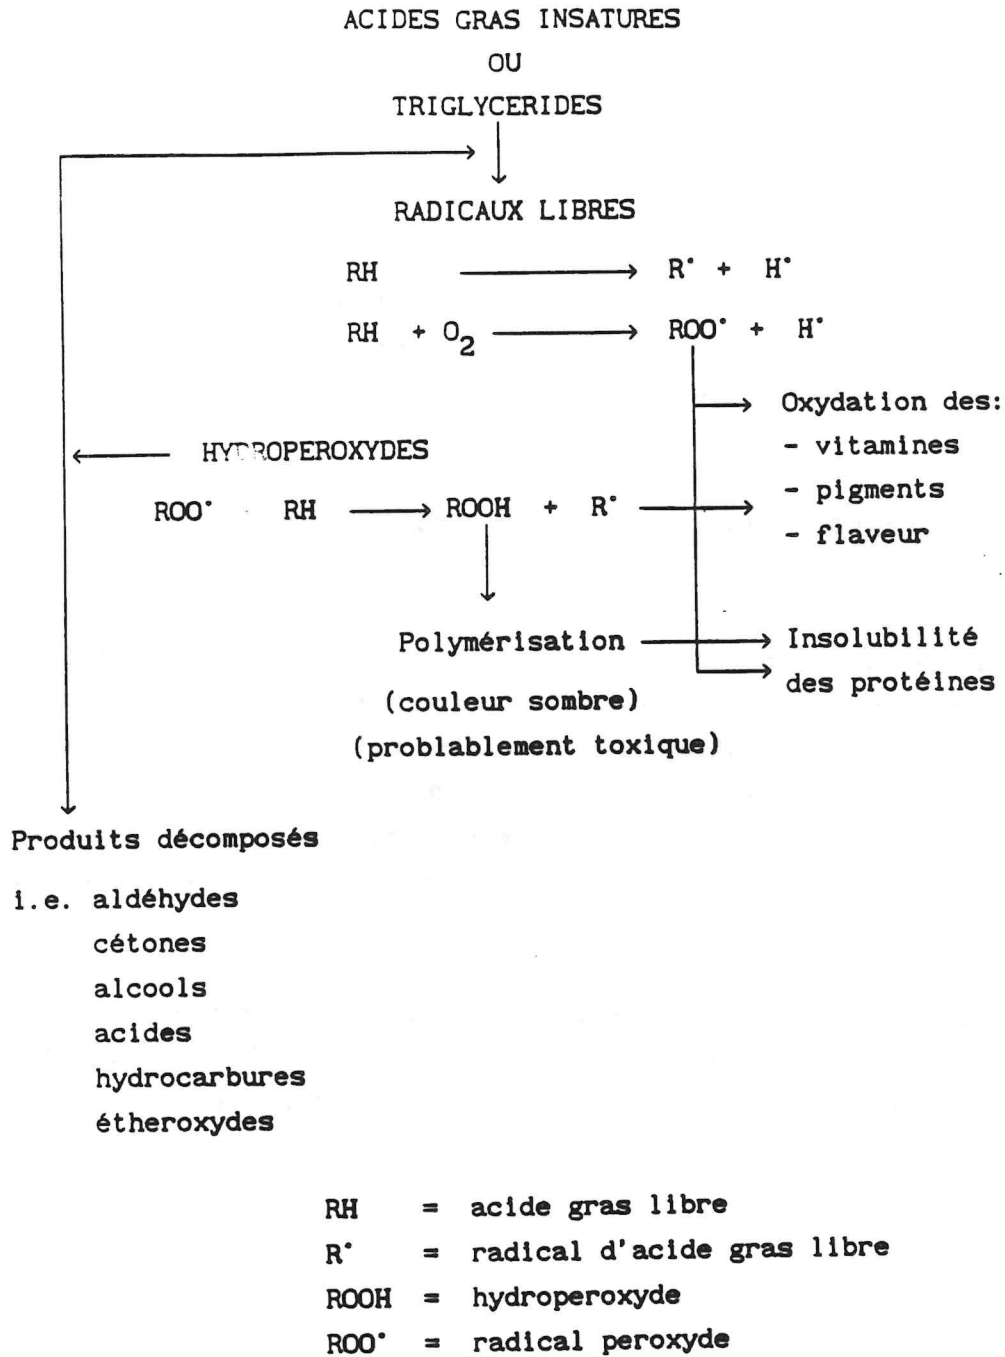 ACIDES GRAS INSATURES
OU
TRIGLYCERIDES
RADICAUX LIBRES
RH R• + H•
RH + O2 ROO• + H•
Oxydation des:
- vitamines
- pigments
- flaveur
HYDROPEROXYDES
ROO• RH ROOH + R•
Polymérisation
(couleur sombre)
(problablement toxique)
Insolubilité
des protéines
Produits décomposés
i.e. aldéhydes
cétones
alcools
acides
hydrocarbures
étheroxydes
RH = acide gras libre
R• = radical d'acide gras libre
ROOH = hydroperoxyde
ROO• = radical peroxyde